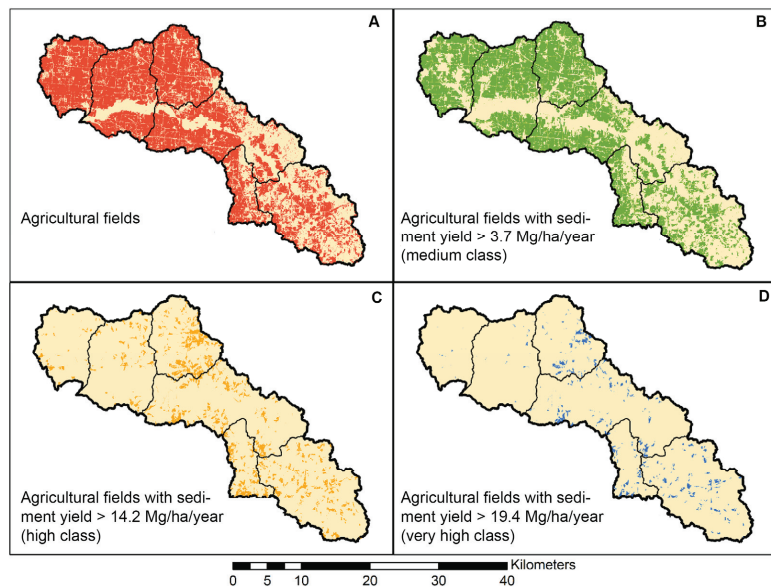 A
Agricultural fields
B
Agricultural fields with sedi-
ment yield > 3.7 Mg/ha/year
(medium class)
C
Agricultural fields with sedi-
ment yield > 14.2 Mg/ha/year
(high class)
D
Agricultural fields with sedi-
ment yield > 19.4 Mg/ha/year
(very high class)
Kilometers
0 5 10 20 30 40